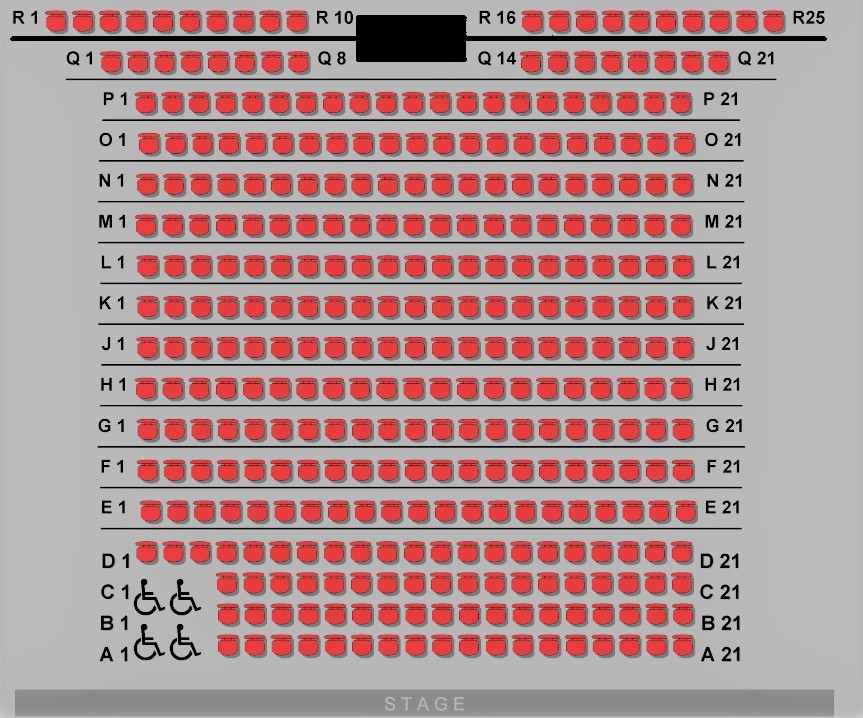 R 1 R 10 R 16 R25
Q 1 Q 8 Q 14 Q 21
P 1 P 21
O 1 O 21
N 1 N 21
M 1 M 21
L 1 L 21
K 1 K 21
J 1 J 21
H 1 H 21
G 1 G 21
F 1 F 21
E 1 E 21
D 1 D 21
C 1 C 21
B 1 B 21
A 1 A 21
STAGE